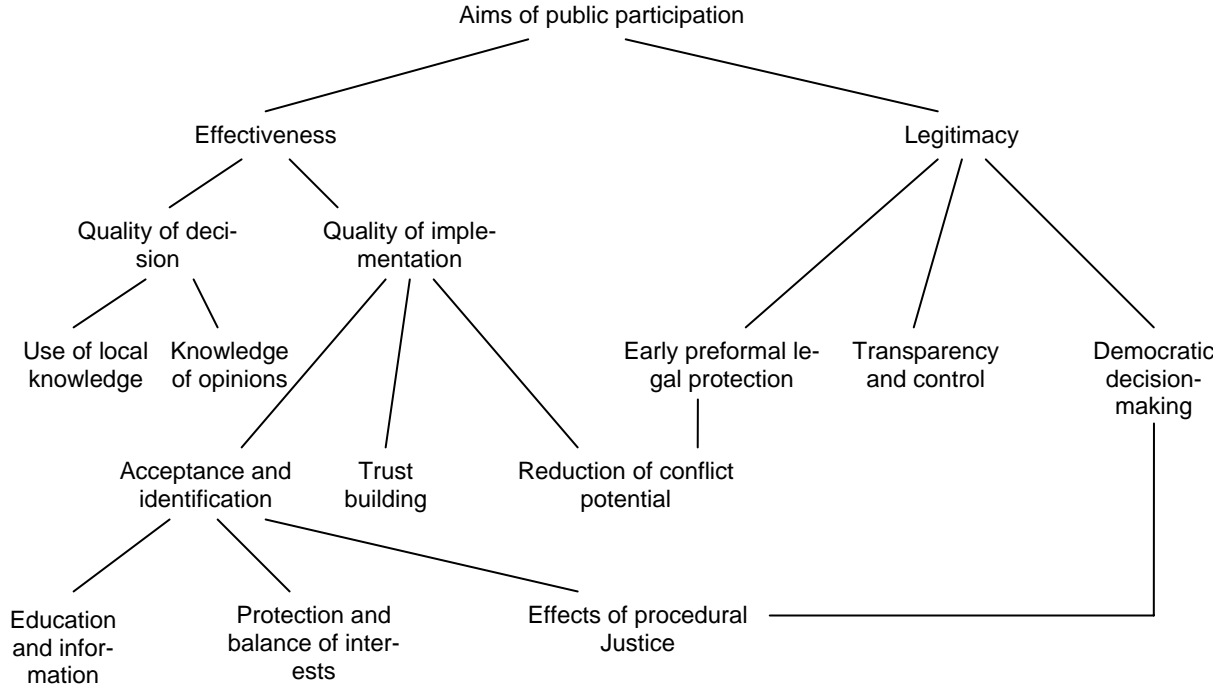 Aims of public participation
Effectiveness
Legitimacy
Quality of deci-
sion
Quality of imple-
mentation
Use of local
knowledge
Knowledge
of opinions
Early preformal le-
gal protection
Transparency
and control
Democratic
decision-
making
Acceptance and
identification
Trust
building
Reduction of conflict
potential
Education
and infor-
mation
Protection and
balance of inter-
ests
Effects of procedural
Justice